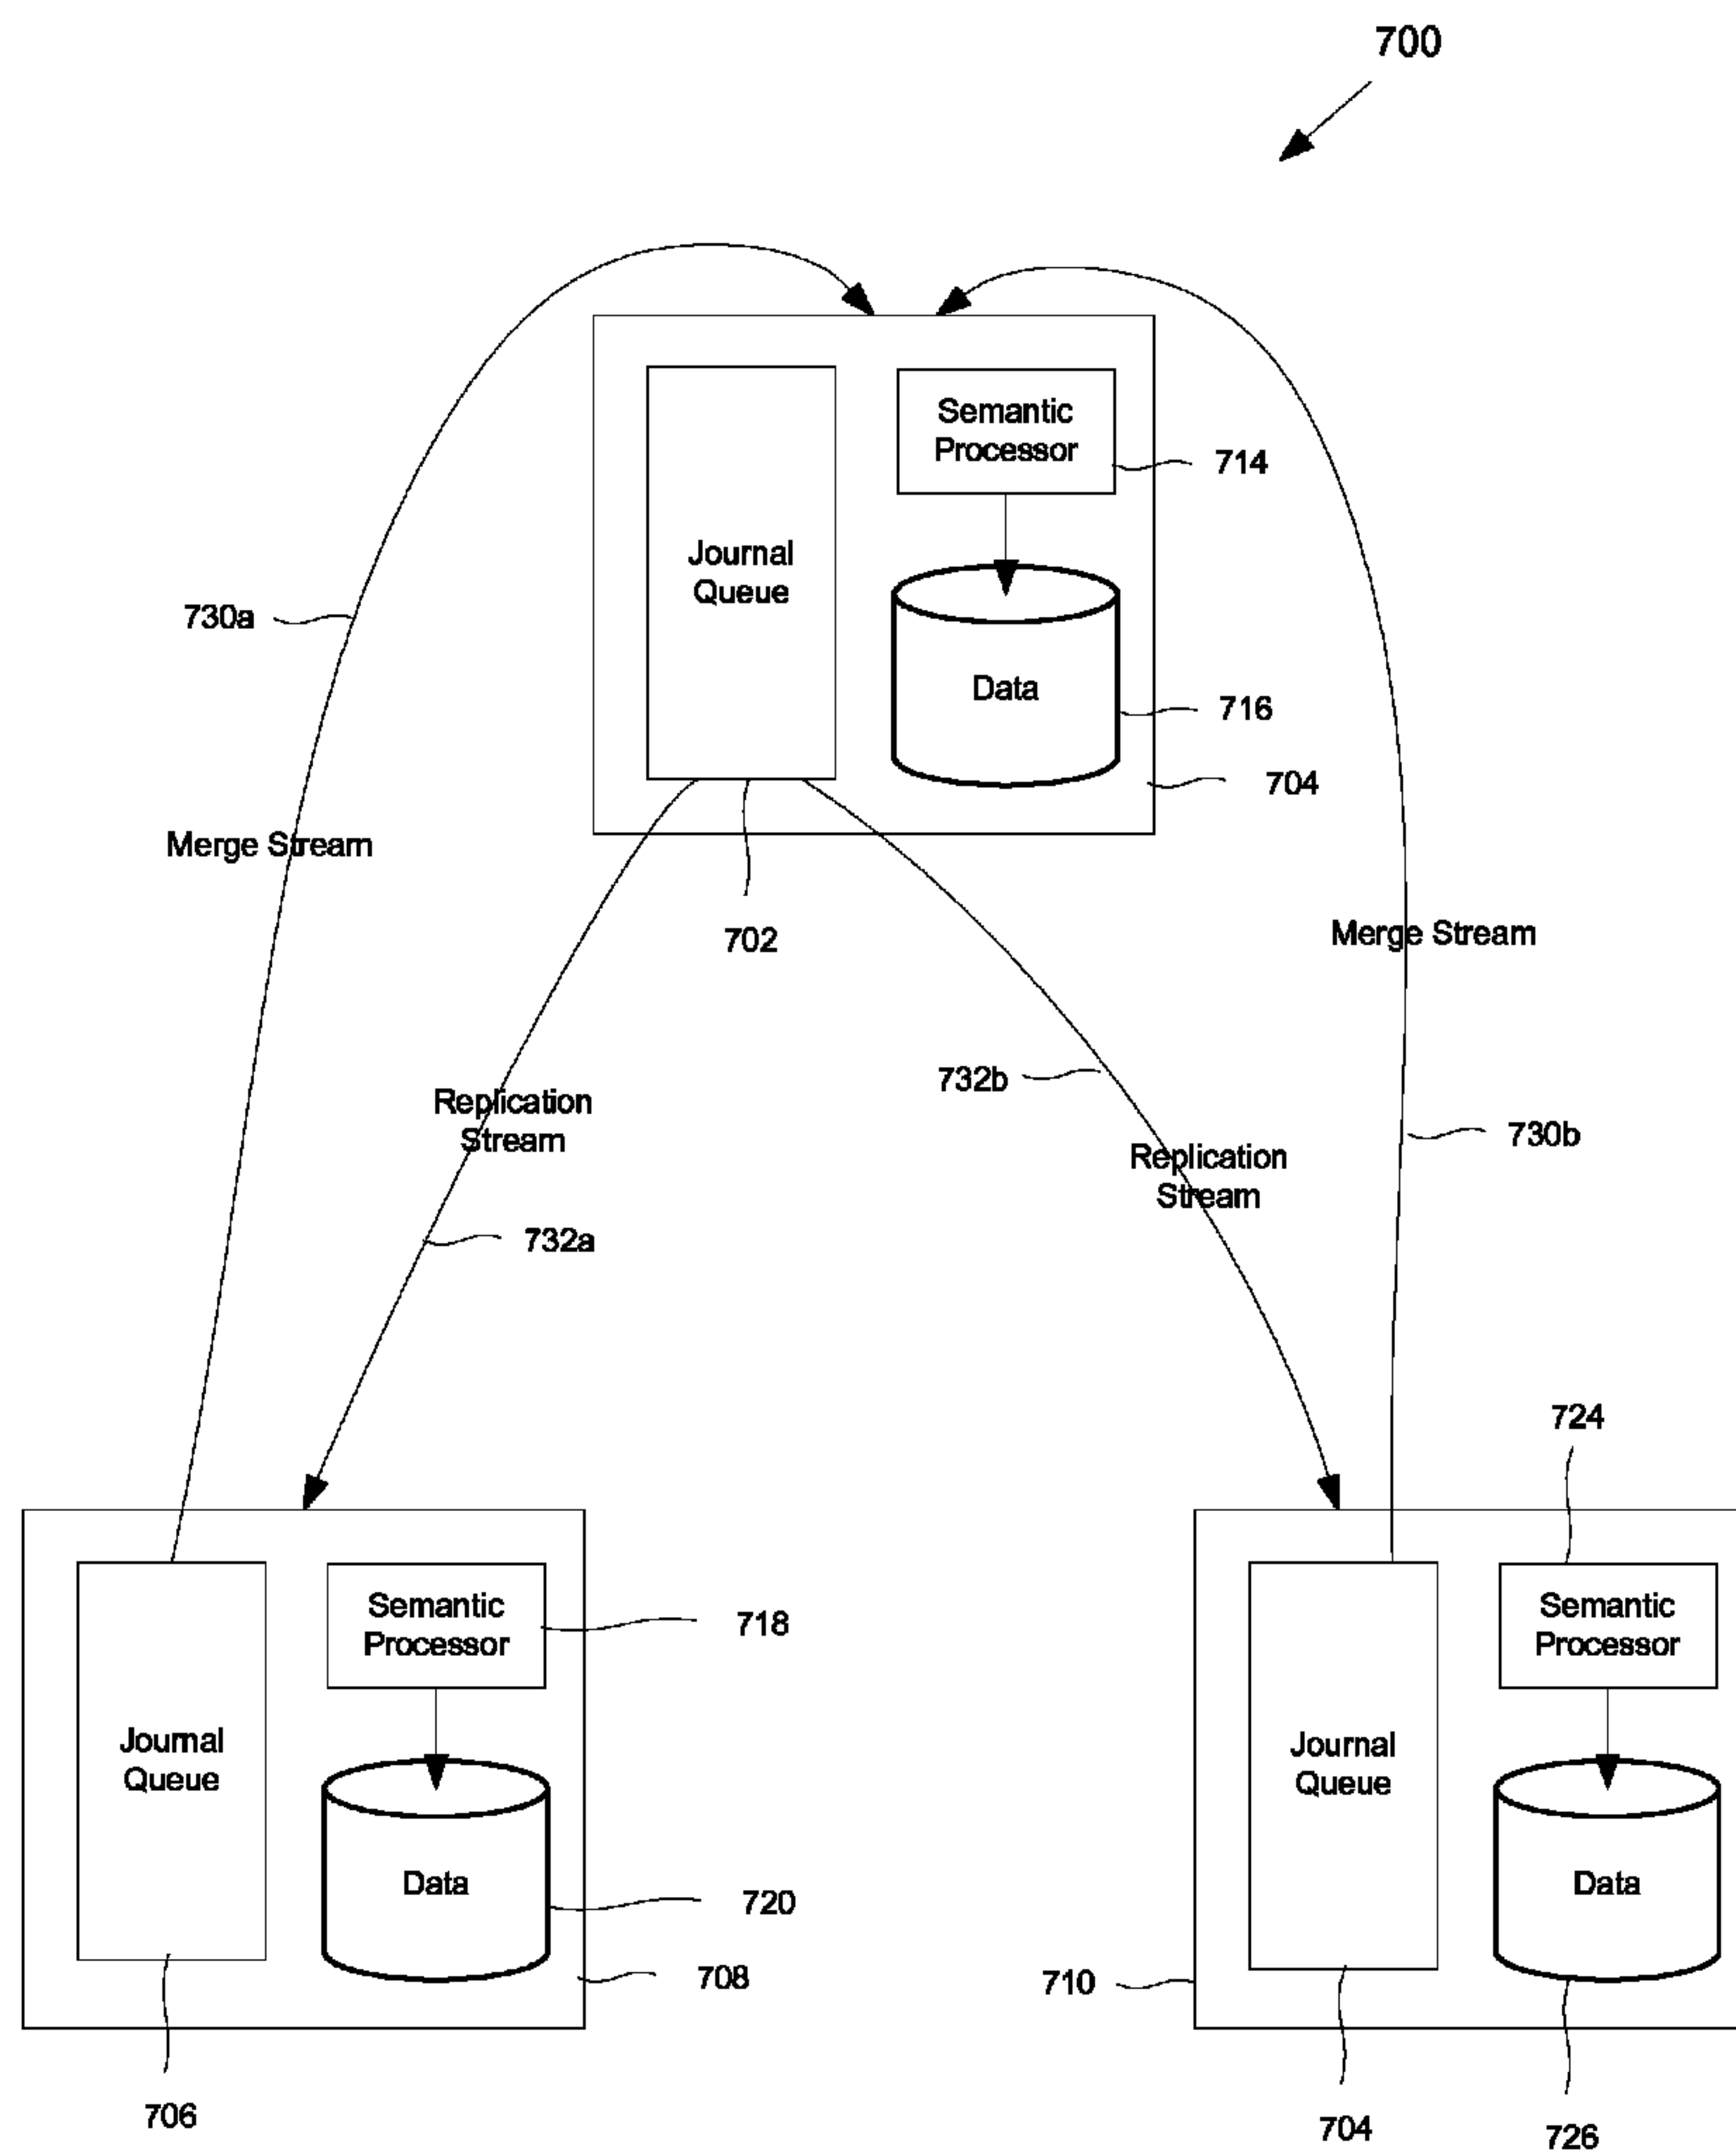 700
Semantic
Processor
714
Journal
Queue
730a
Data
716
704
Merge Stream
702
Merge Stream
732b
Replication
Stream
730b
Replication
Stream
732a
724
Semantic
Processor
718
Semantic
Processor
Journal
Queue
Journal
Queue
Data
720
Data
708
710
706
704
726